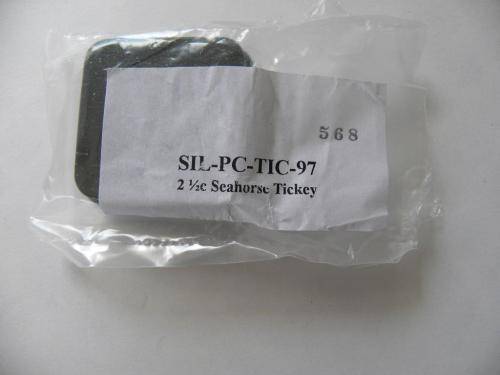 568
SIL-PC-TIC-97
2 ½c Seahorse Tickey